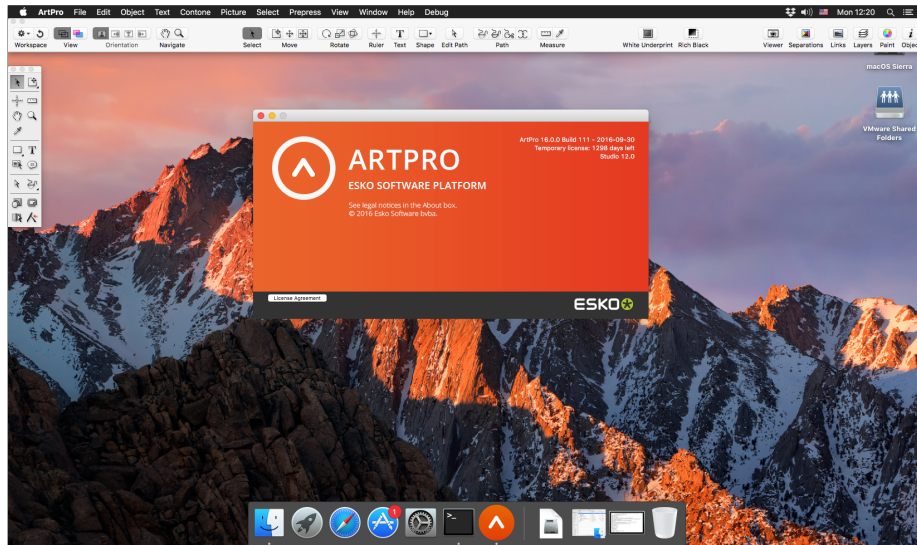 ArtPro File Edit Object Text Contone Picture Select Prepress View Window Help Debug Mon 12:20
Workspace View Orientation Navigate Select Move Rotate Ruler Text Shape Edit Path Path Measure White Underprint Rich Black Viewer Separations Links Layers Paint Objec
macOS Sierra
VMware Shared
Folders
ArtPro 16.0.0 Build 111 - 2016-09-30
Temporary license: 1298 days left
Studio 12.0
ARTPRO
ESKO SOFTWARE PLATFORM
See legal notices in the About box.
© 2016 Esko Software bvba.
License Agreement
ESKO
1